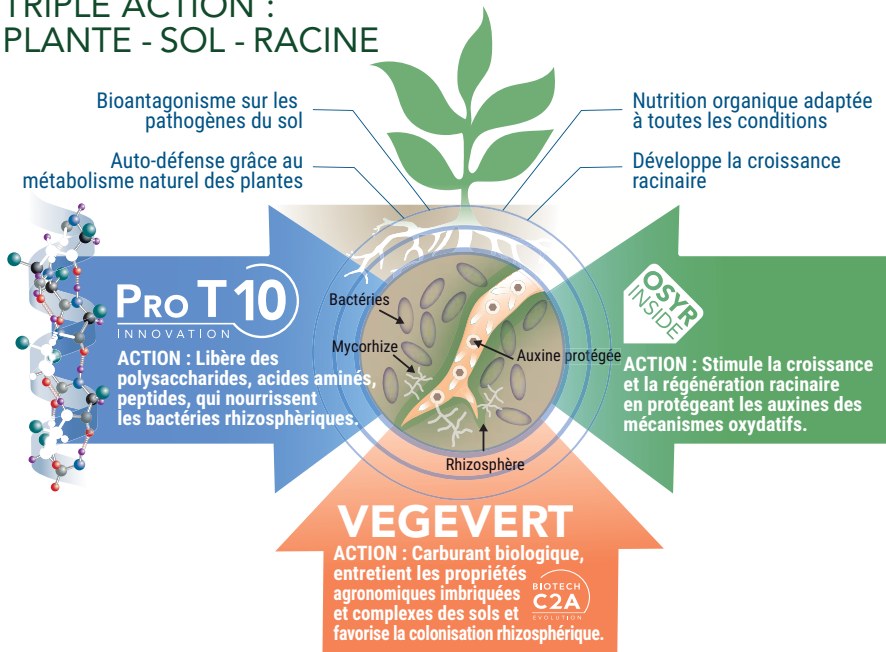 TRIPLE ACTION :
PLANTE - SOL - RACINE
Bioantagonisme sur les
pathogènes du sol
Auto-défense grâce au
métabolisme naturel des plantes
Nutrition organique adaptée
à toutes les conditions
Développe la croissance
racinaire
PRO T10
INNOVATION
ACTION : Libère des
polysaccharides, acides aminés,
peptides, qui nourrissent
les bactéries rhizosphèriques.
Bactéries
Mycorhize
Auxine protégée
Rhizosphère
OSYR
INSIDE
ACTION : Stimule la croissance
et la régénération racinaire
en protégeant les auxines des
mécanismes oxydatifs.
VEGEVERT
ACTION : Carburant biologique,
entretient les propriétés
agronomiques imbriquées
et complexes des sols et
favorise la colonisation rhizosphérique.
BIOTECH
C2A
EVOLUTION